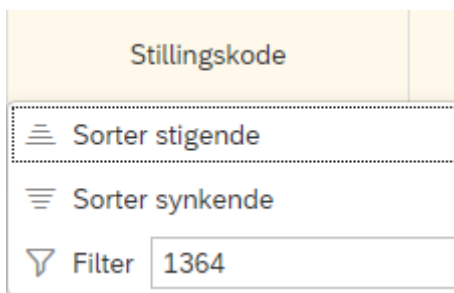 Stillingskode
Sorter stigende
Sorter synkende
Filter 1364